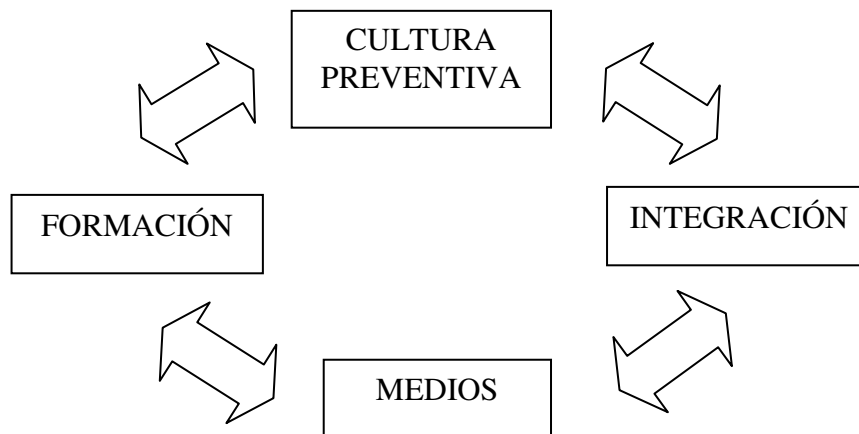 CULTURA
PREVENTIVA
FORMACIÓN
INTEGRACIÓN
MEDIOS